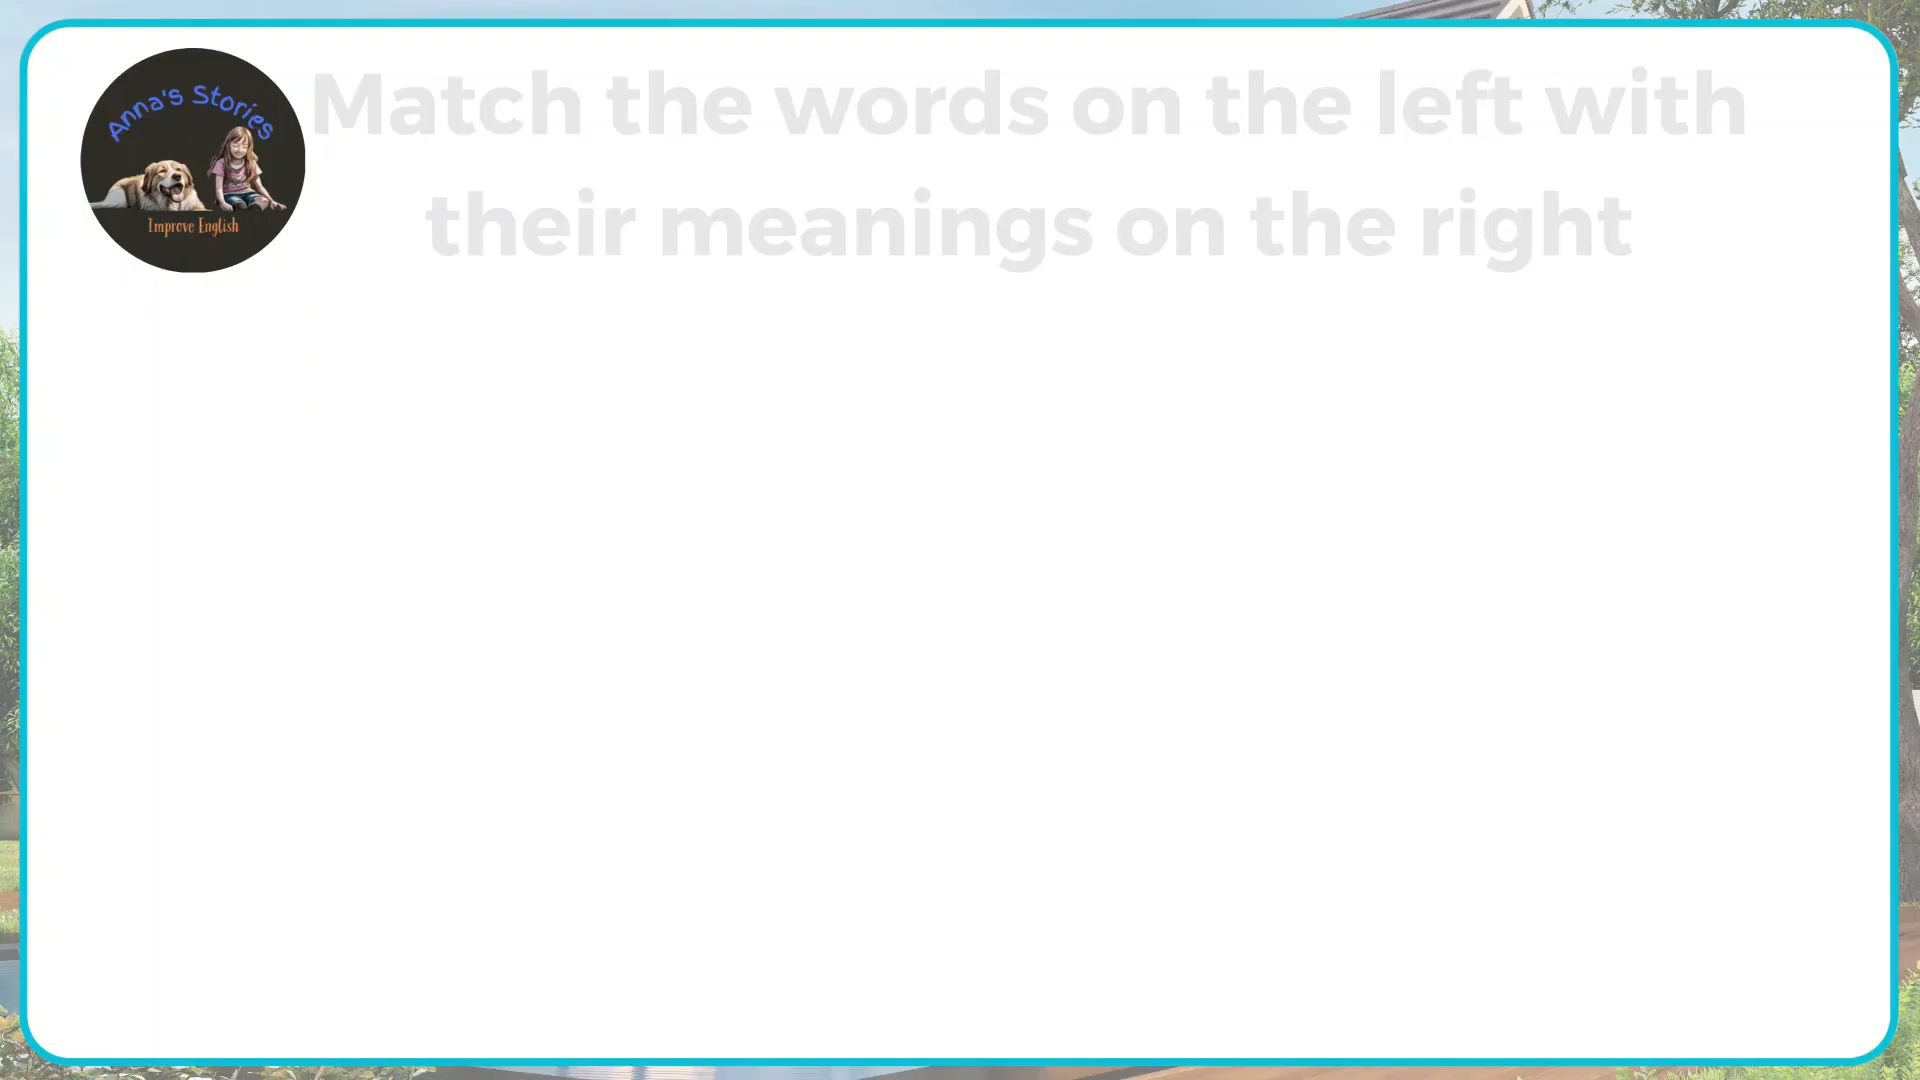 Anna's Stories
Improve English
Match the words on the left with
their meanings on the right